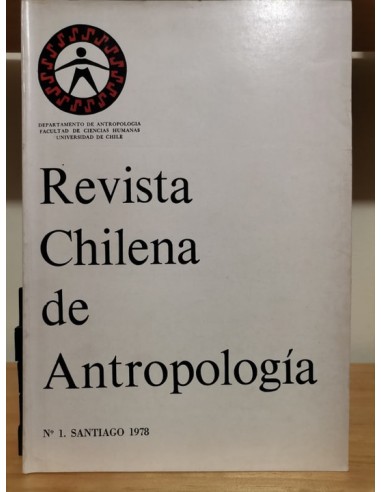 DEPARTAMENTO DE ANTROPOLOGIA
FACULTAD DE CIENCIAS HUMANAS
UNIVERSIDAD DE CHILE
Revista
Chilena
de
Antropología
Nº 1. SANTIAGO 1978